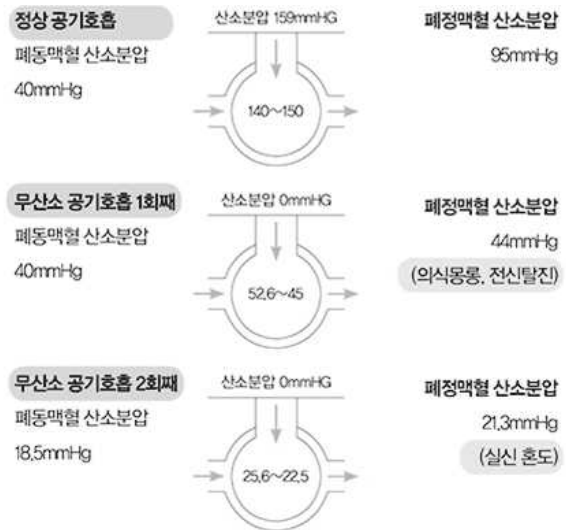 정상 공기호흡
산소분압 159mmHG
폐정맥혈 산소분압
폐동맥혈 산소분압
95mmHg
40mmHg
140~150
무산소 공기호흡 1회째
산소분압 0mmHG
폐정맥혈 산소분압
폐동맥혈 산소분압
44mmHg
40mmHg
(의식몽롱, 전신탈진)
52.6~45
무산소 공기호흡 2회째
산소분압 0mmHG
폐정맥혈 산소분압
폐동맥혈 산소분압
21.3mmHg
18.5mmHg
(실신 혼도)
25.6~22.5